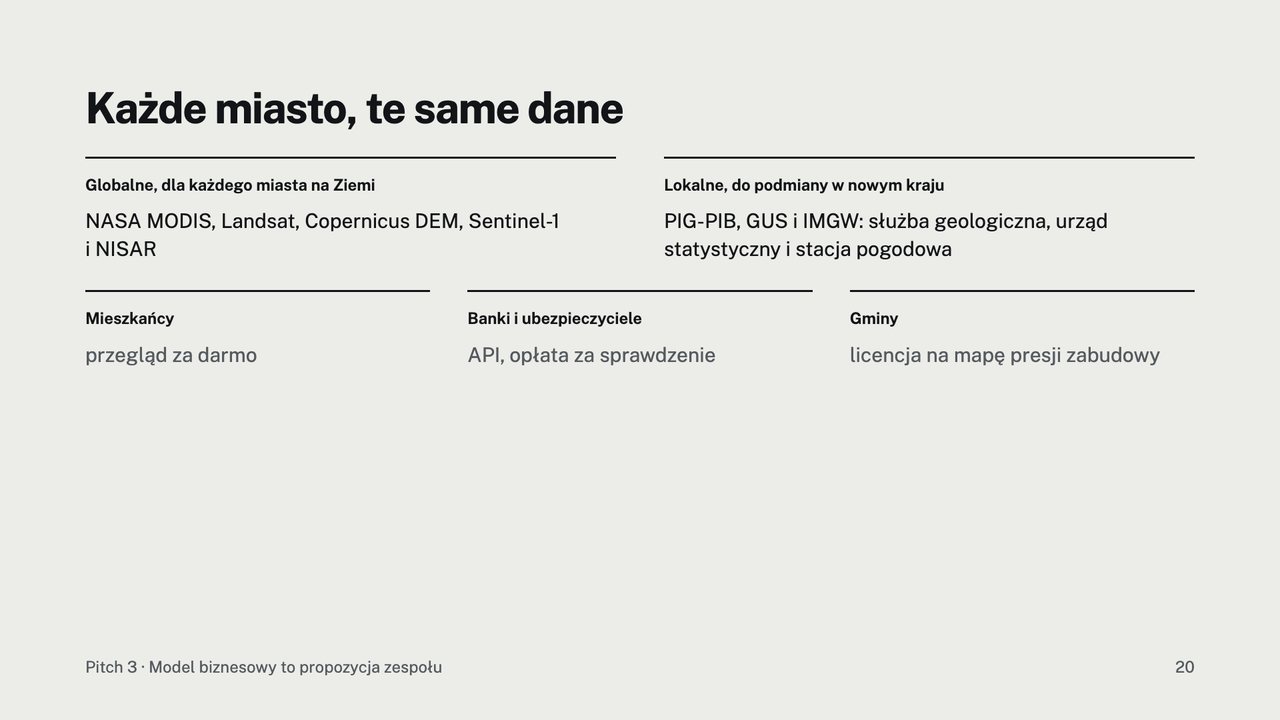 Każde miasto, te same dane
Globalne, dla każdego miasta na Ziemi
NASA MODIS, Landsat, Copernicus DEM, Sentinel-1
i NISAR
Lokalne, do podmiany w nowym kraju
PIG-PIB, GUS i IMGW: służba geologiczna, urząd
statystyczny i stacja pogodowa
Mieszkańcy
przegląd za darmo
Banki i ubezpieczyciele
API, opłata za sprawdzenie
Gminy
licencja na mapę presji zabudowy
Pitch 3 · Model biznesowy to propozycja zespołu
20